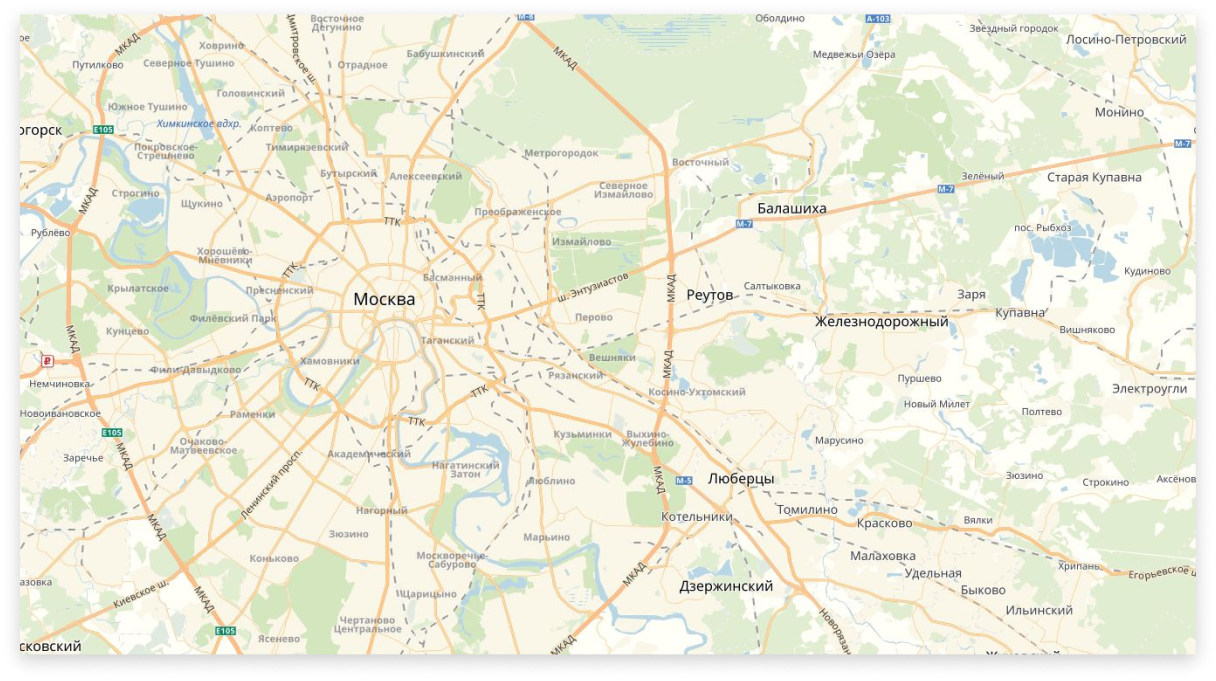 Восточное
Дегунино
М-8
Оболдино
А-103
Звёздный городок
Лосино-Петровский
МКАД
Ховрино
Дмитровское ш.
Бабушкинский
МКАД
Медвежьи Озёра
Путилково
Северное Тушино
Отрадное
Головинский
Южное Тушино
Монино
Химкинское вдхр.
огорск
E105
Коптево
М-7
Покровское-
Стрешнево
Тимирязевский
Метрогородок
Восточный
Бутырский
Алексеевский
Зелёный
Старая Купавна
Строгино
МКАД
Щукино
Аэропорт
Северное
Измайлово
М-7
Балашиха
Преображенское
ТТК
М-7
пос. Рыбхоз
Рублёво
Измайлово
Хорошёво-
Мнёвники
ТТК
Басманный
Кудиново
Крылатское
Пресненский
Москва
ТТК
ш. Энтузиастов
МКАД
Реутов
Салтыковка
Заря
Филёвский Парк
Перово
Железнодорожный
Купавна
Кунцево
МКАД
Таганский
Вишняково
₽
Хамовники
Вешняки
МКАД
Фили-Давыдково
Рязанский
Немчиновка
ТТК
ТТК
Косино-Ухтомский
Пуршево
Электроугли
Новоивановское
Раменки
ТТК
Новый Милет
Полтево
E105
Очаково-
Матвеевское
Кузьминки
Выхино-
Жулебино
Марусино
Заречье
МКАД
Академический
Нагатинский
Затон
Ленинский просп.
Люблино
МКАД
М-5
Люберцы
Зюзино
Строкино
Аксёнов
Нагорный
МКАД
Зюзино
Котельники
Томилино
Красково
Вялки
Марьино
Коньково
Москворечье-
Сабурово
Малаховка
Хрипань
Егорьевское ш
азовка
МКАД
Удельная
Киевское ш.
МКАД
Царицыно
Дзержинский
Быково
Ильинский
E105
Чертаново
Центральное
Новорязан
Ясенево
МКАД
сковский